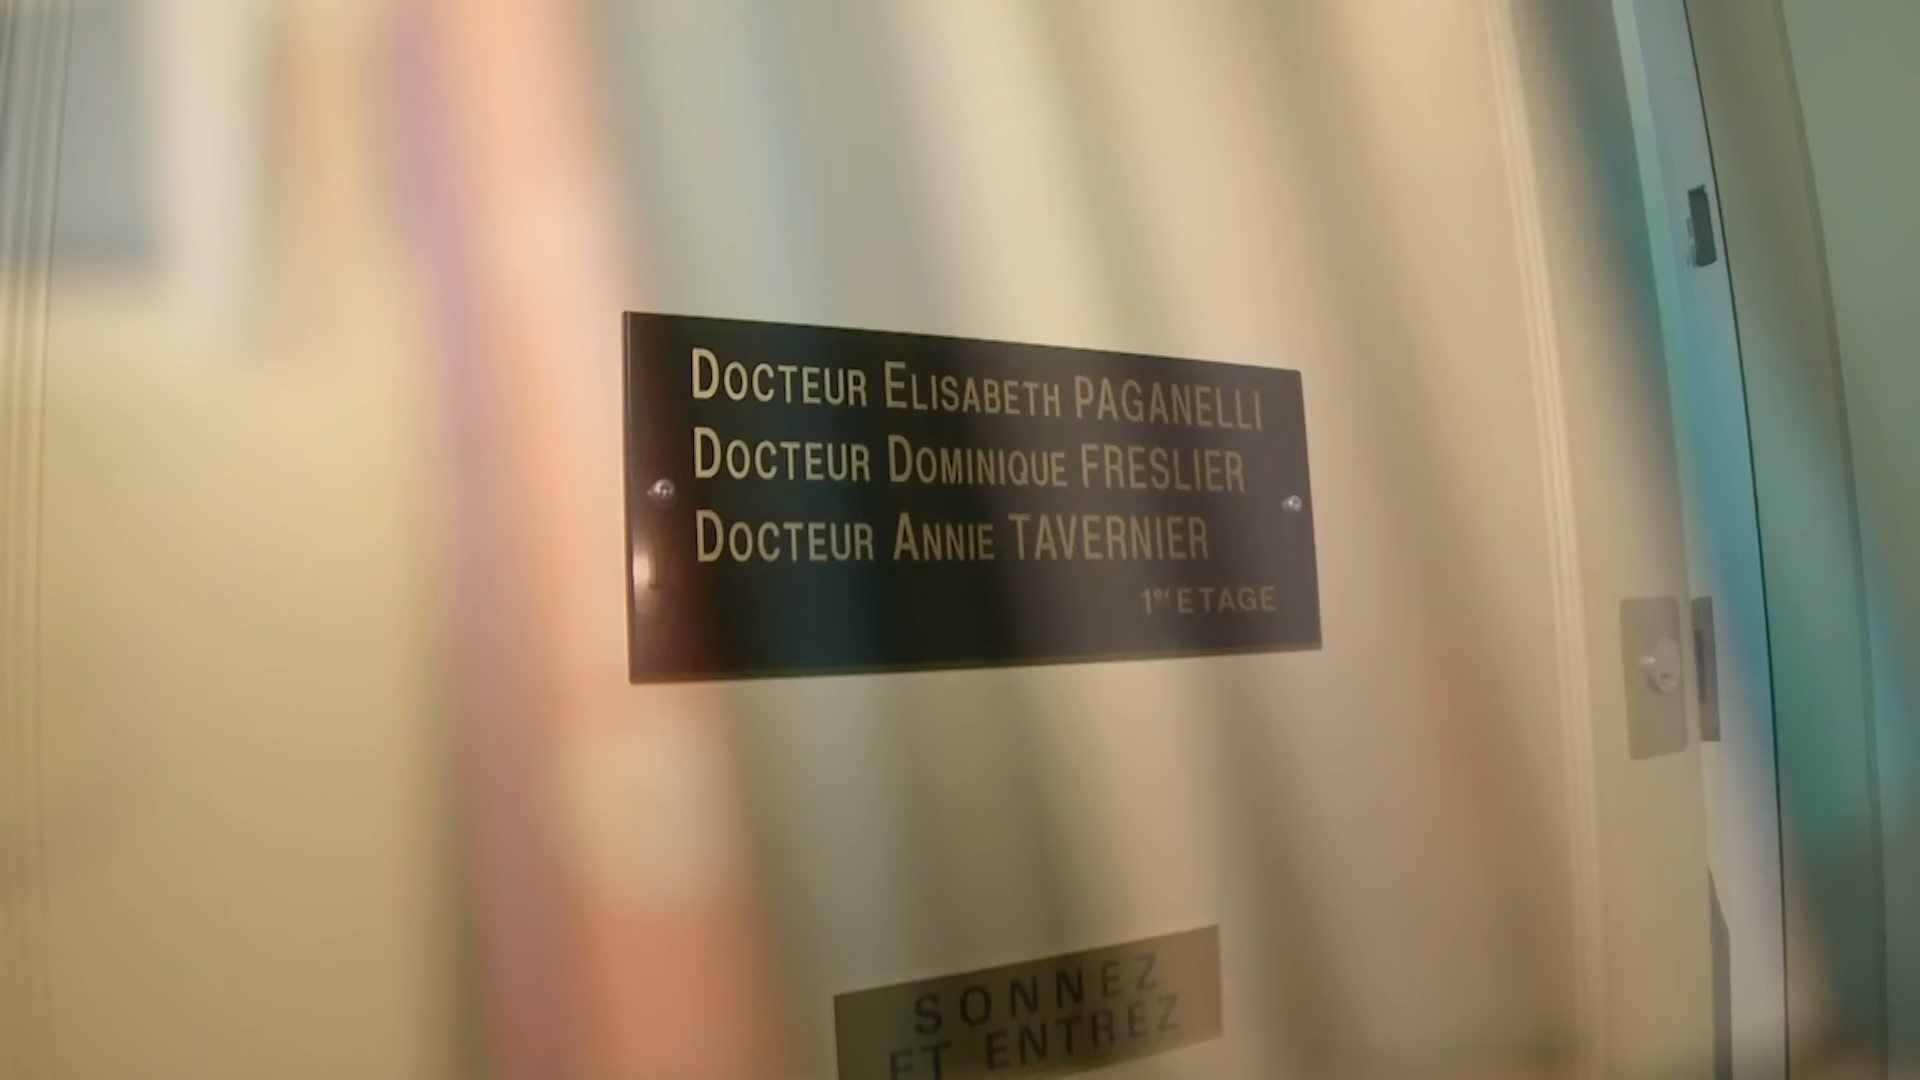 DOCTEUR ELISABETH PAGANELLI
DOCTEUR DOMINIQUE FRESLIER
DOCTEUR ANNIE TAVERNIER
1er ETAGE
SONNEZ
ET ENTREZ